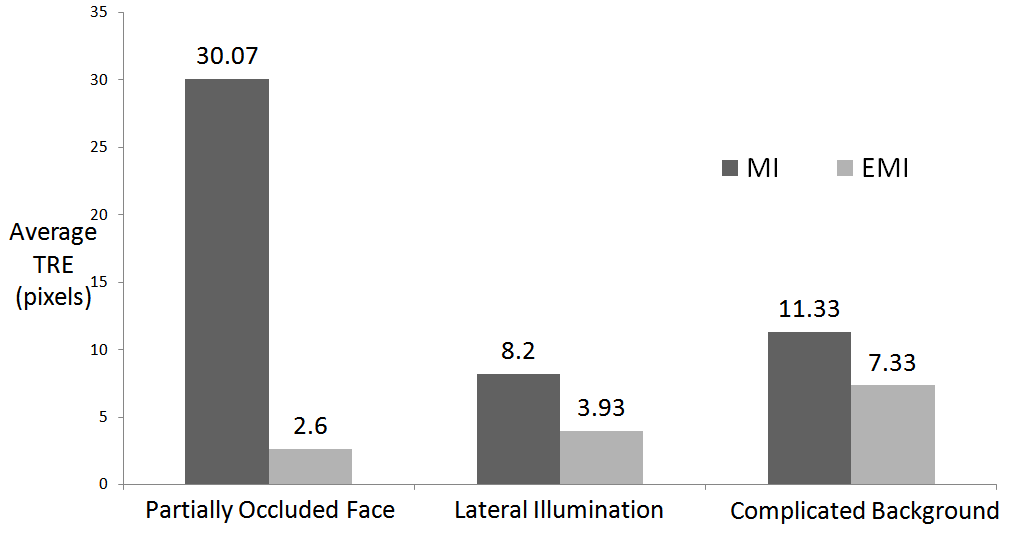 35
30.07
30
25
MI
EMI
20
Average
TRE
(pixels)
15
11.33
10
8.2
7.33
5
3.93
2.6
0
Partially Occluded Face
Lateral Illumination
Complicated Background